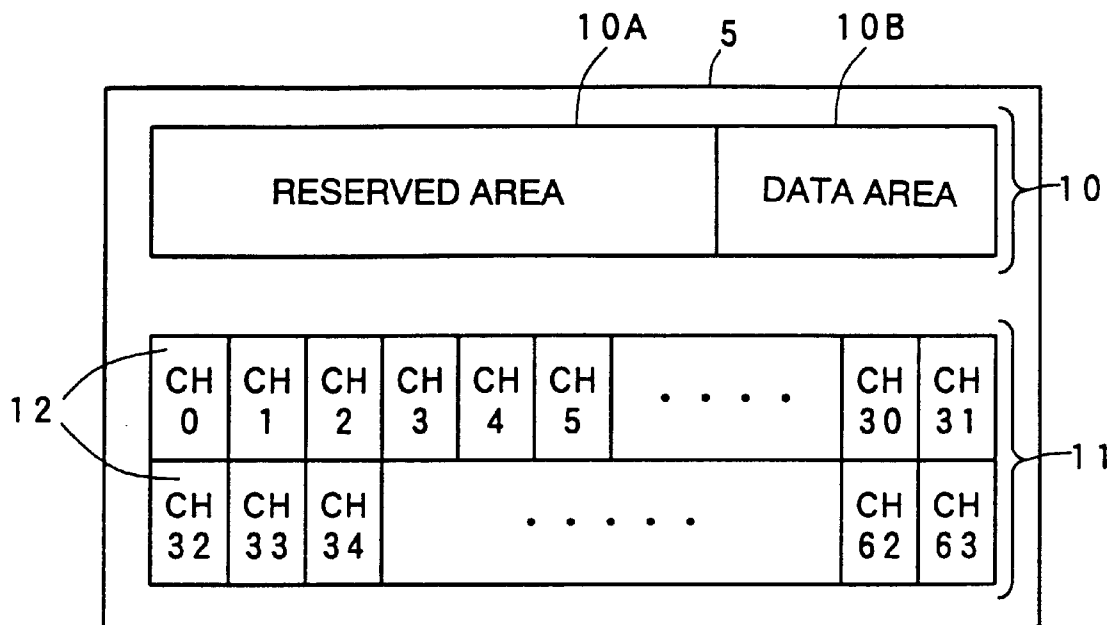 10A 5 10B
RESERVED AREA DATA AREA
10
CH CH CH CH CH CH • • • • CH CH
0 1 2 3 4 5 30 31
12
11
CH CH CH • • • • • CH CH
32 33 34 62 63